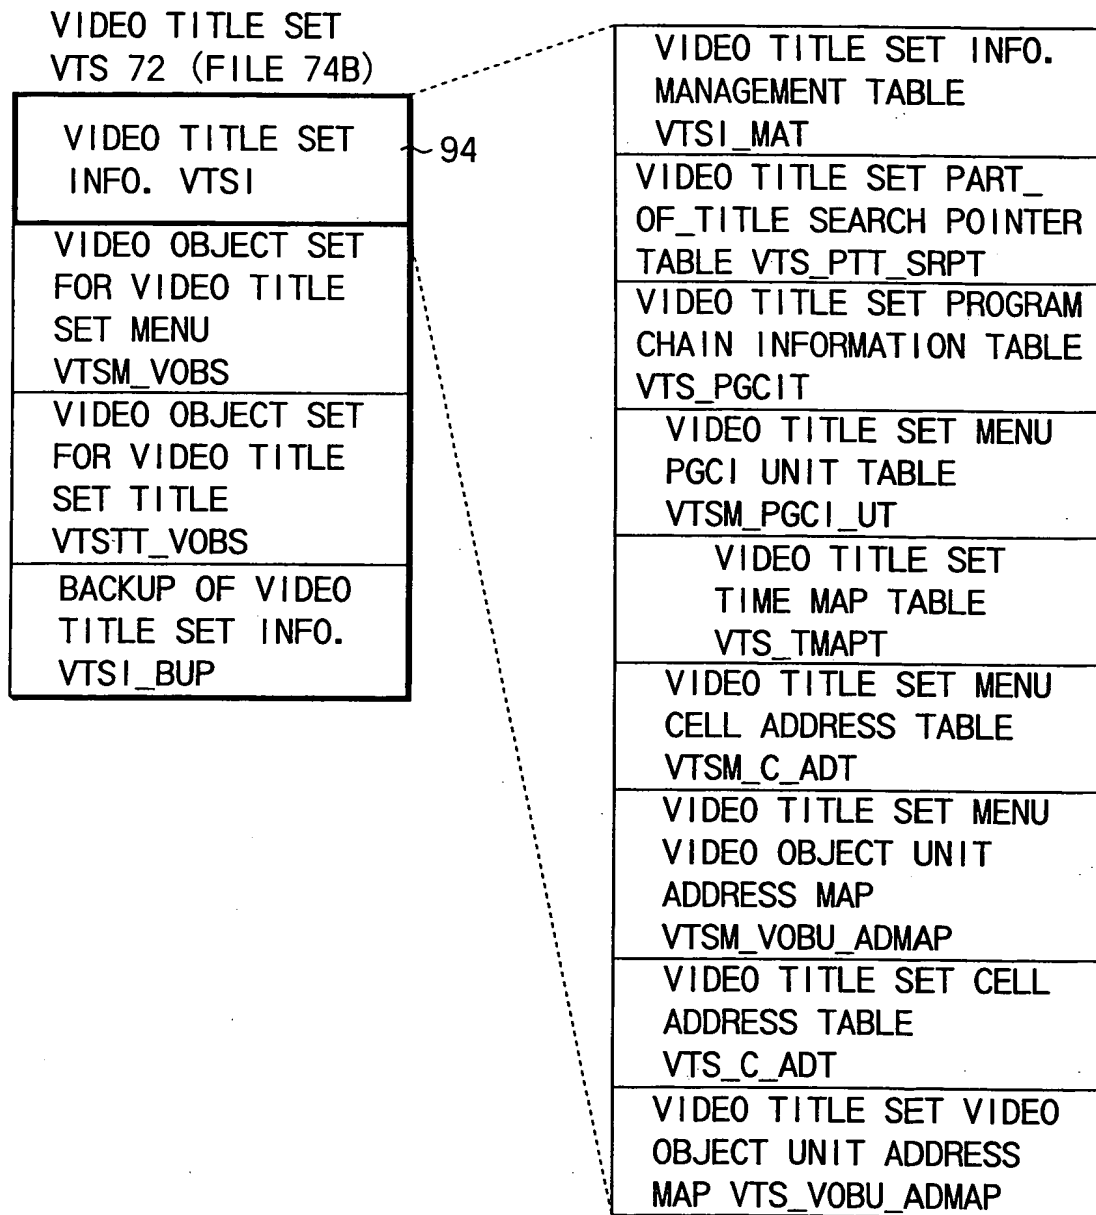 VIDEO TITLE SET
VTS 72 (FILE 74B)
VIDEO TITLE SET
INFO. VTSI
94
VIDEO OBJECT SET
FOR VIDEO TITLE
SET MENU
VTSM_VOBS
VIDEO OBJECT SET
FOR VIDEO TITLE
SET TITLE
VTSTT_VOBS
BACKUP OF VIDEO
TITLE SET INFO.
VTSI_BUP
VIDEO TITLE SET INFO.
MANAGEMENT TABLE
VTSI_MAT
VIDEO TITLE SET PART_
OF_TITLE SEARCH POINTER
TABLE VTS_PTT_SRPT
VIDEO TITLE SET PROGRAM
CHAIN INFORMATION TABLE
VTS_PGCIT
VIDEO TITLE SET MENU
PGCI UNIT TABLE
VTSM_PGCI_UT
VIDEO TITLE SET
TIME MAP TABLE
VTS_TMAPT
VIDEO TITLE SET MENU
CELL ADDRESS TABLE
VTSM_C_ADT
VIDEO TITLE SET MENU
VIDEO OBJECT UNIT
ADDRESS MAP
VTSM_VOBU_ADMAP
VIDEO TITLE SET CELL
ADDRESS TABLE
VTS_C_ADT
VIDEO TITLE SET VIDEO
OBJECT UNIT ADDRESS
MAP VTS_VOBU_ADMAP